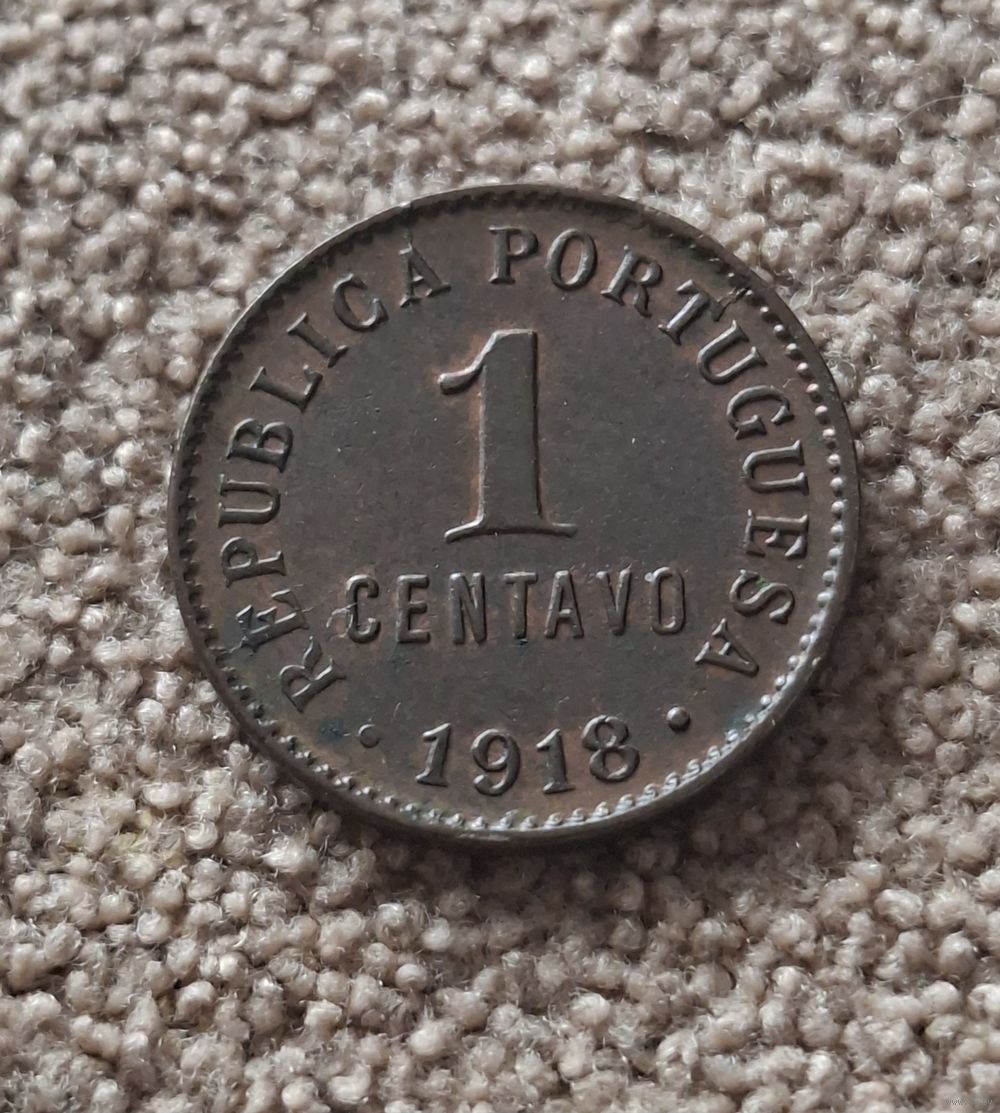 REPUBLICA PORTUGUESA
1
CENTAVO
• 1918 •